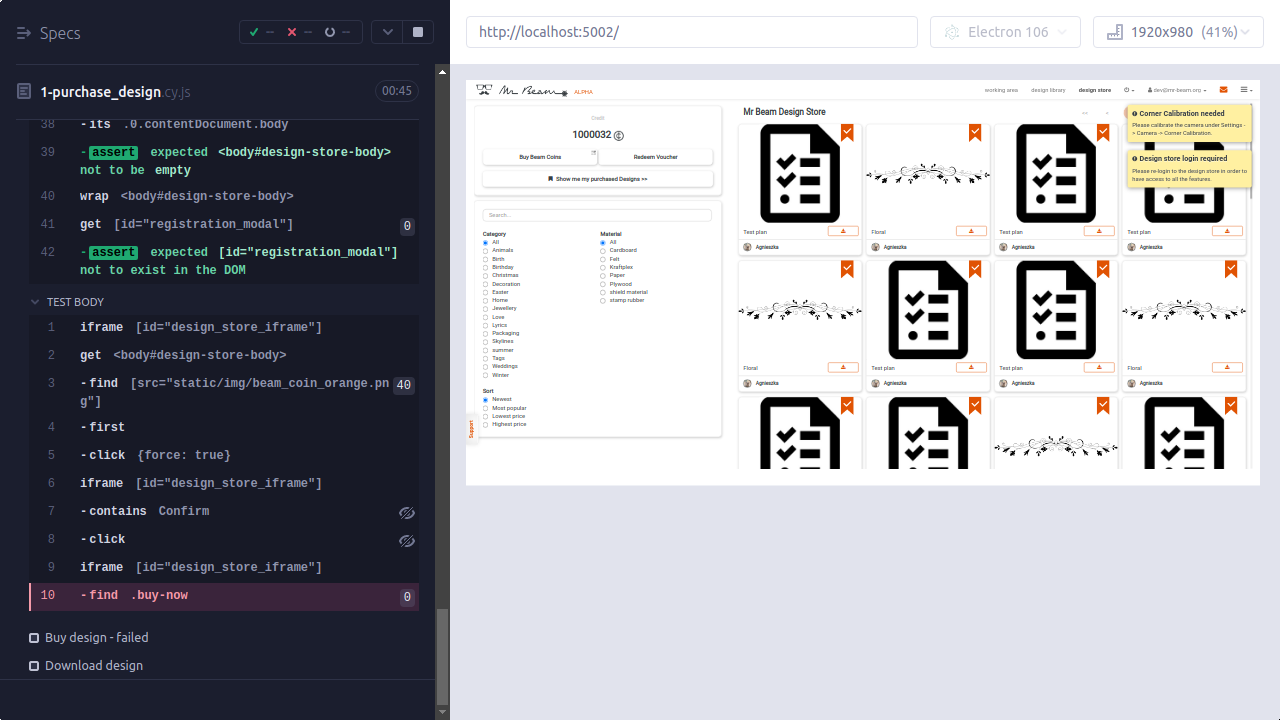 Specs
1-purchase_design.cy.js 00:45
38 -its .0.contentDocument.body
39 -assert expected <body#design-store-body>
not to be empty
40 wrap <body#design-store-body>
41 get [id="registration_modal"] 0
42 -assert expected [id="registration_modal"]
not to exist in the DOM
TEST BODY
1 iframe [id="design_store_iframe"]
2 get <body#design-store-body>
3 -find [src="static/img/beam_coin_orange.pn
g"] 40
4 -first
5 -click {force: true}
6 iframe [id="design_store_iframe"]
7 -contains Confirm
8 -click
9 iframe [id="design_store_iframe"]
10 -find .buy-now 0
Buy design - failed
Download design
http://localhost:5002/
Electron 106
1920x980 (41%)
Mr Beam ALPHA
working area design library design store dev@mr-beam.org
Credit
1000032
Buy Beam Coins Redeem Voucher
Show me my purchased Designs >>
Search...
Category Material
All All
Animals Cardboard
Birth Felt
Birthday Kraftplex
Christmas Paper
Decoration Plywood
Easter shield material
Home stamp rubber
Jewellery
Love
Lyrics
Packaging
Skylines
summer
Tags
Weddings
Winter
Sort
Newest
Most popular
Lowest price
Highest price
Support
Mr Beam Design Store
Corner Calibration needed
Please calibrate the camera under Settings -
> Camera -> Corner Calibration.
Design store login required
Please re-login to the design store in order to
have access to all the features.
Test plan Floral Test plan Test plan
Agnieszka Agnieszka Agnieszka Agnieszka
Floral Test plan Test plan Floral
Agnieszka Agnieszka Agnieszka Agnieszka